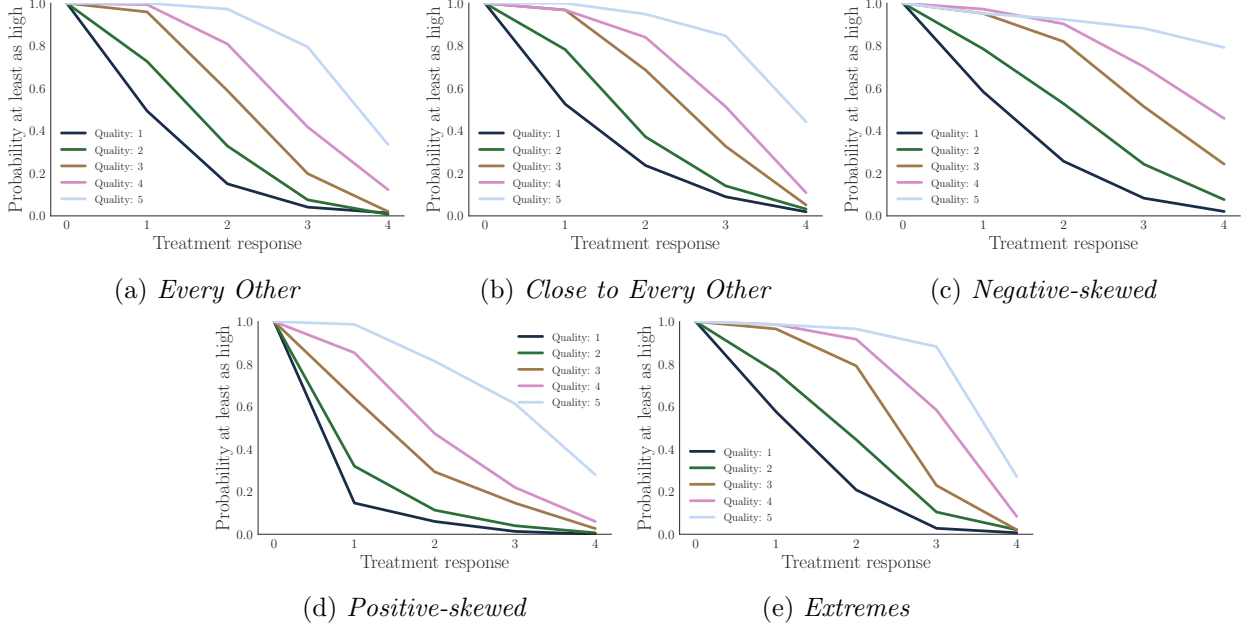 Probability at least as high
1.0
0.8
0.6
0.4
0.2
0.0
Quality: 1
Quality: 2
Quality: 3
Quality: 4
Quality: 5
0 1 2 3 4
Treatment response
(a) Every Other
Probability at least as high
1.0
0.8
0.6
0.4
0.2
0.0
Quality: 1
Quality: 2
Quality: 3
Quality: 4
Quality: 5
0 1 2 3 4
Treatment response
(b) Close to Every Other
Probability at least as high
1.0
0.8
0.6
0.4
0.2
0.0
Quality: 1
Quality: 2
Quality: 3
Quality: 4
Quality: 5
0 1 2 3 4
Treatment response
(c) Negative-skewed
Probability at least as high
1.0
0.8
0.6
0.4
0.2
0.0
Quality: 1
Quality: 2
Quality: 3
Quality: 4
Quality: 5
0 1 2 3 4
Treatment response
(d) Positive-skewed
Probability at least as high
1.0
0.8
0.6
0.4
0.2
0.0
Quality: 1
Quality: 2
Quality: 3
Quality: 4
Quality: 5
0 1 2 3 4
Treatment response
(e) Extremes